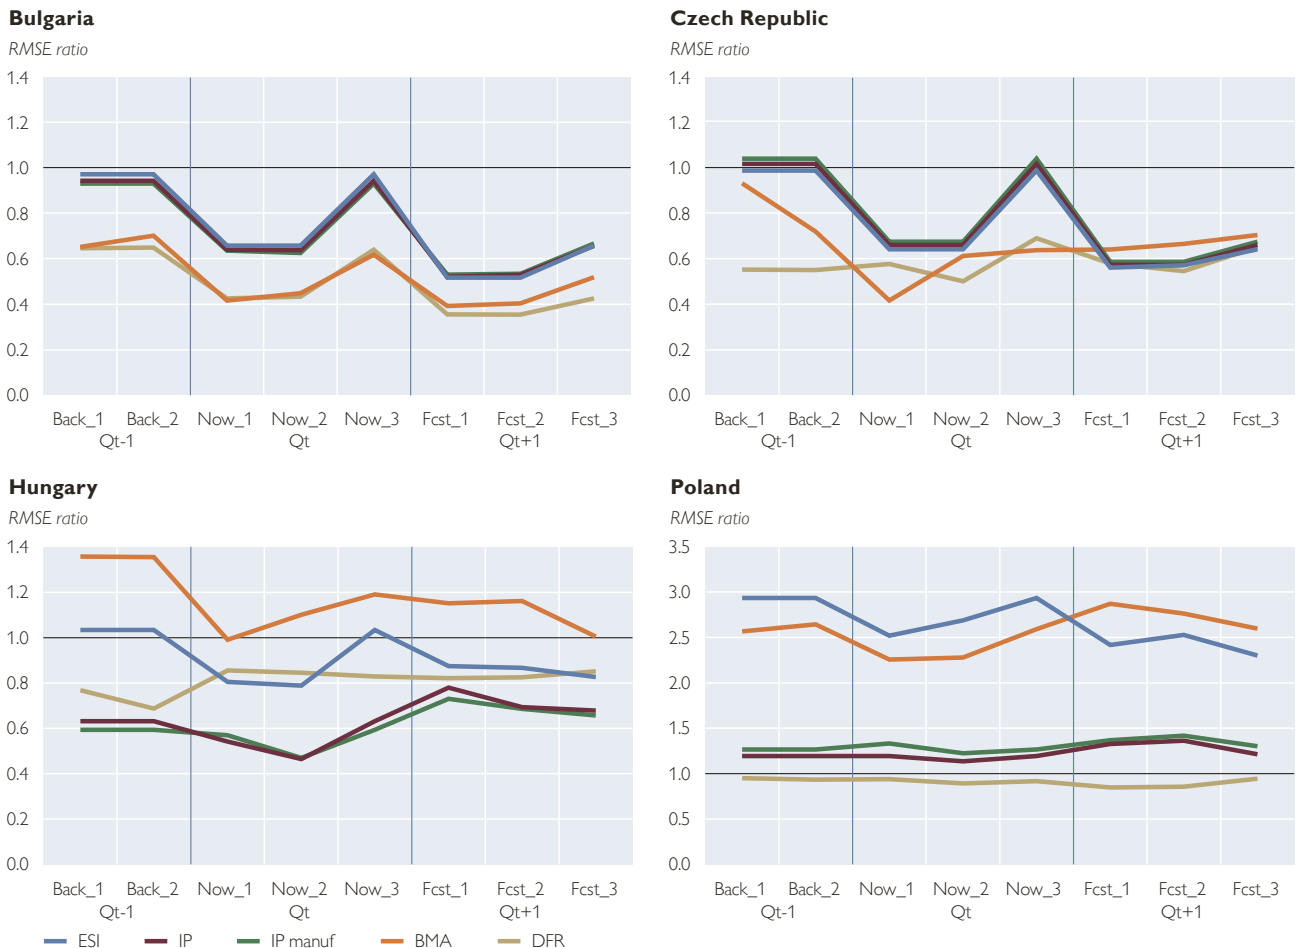 Bulgaria
RMSE ratio
1.4
1.2
1.0
0.8
0.6
0.4
0.2
0.0
Back_1 Back_2 Now_1 Now_2 Now_3 Fcst_1 Fcst_2 Fcst_3
Qt-1 Qt Qt+1
Czech Republic
RMSE ratio
1.4
1.2
1.0
0.8
0.6
0.4
0.2
0.0
Back_1 Back_2 Now_1 Now_2 Now_3 Fcst_1 Fcst_2 Fcst_3
Qt-1 Qt Qt+1
Hungary
RMSE ratio
1.4
1.2
1.0
0.8
0.6
0.4
0.2
0.0
Back_1 Back_2 Now_1 Now_2 Now_3 Fcst_1 Fcst_2 Fcst_3
Qt-1 Qt Qt+1
Poland
RMSE ratio
3.5
3.0
2.5
2.0
1.5
1.0
0.5
0.0
Back_1 Back_2 Now_1 Now_2 Now_3 Fcst_1 Fcst_2 Fcst_3
Qt-1 Qt Qt+1
ESI IP IP manuf BMA DFR